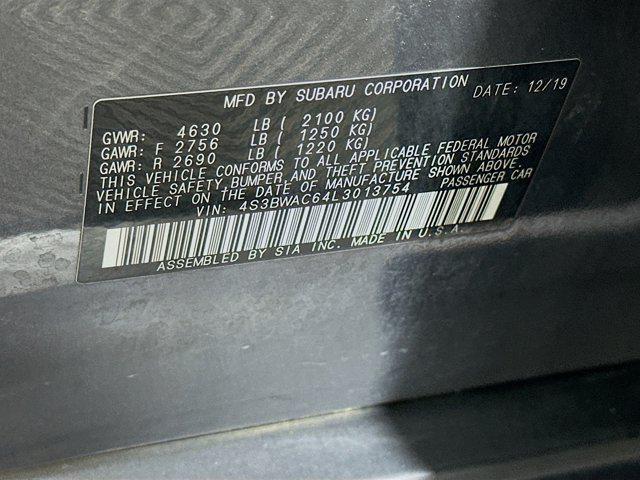 MFD BY SUBARU CORPORATION DATE: 12/19
GVWR: 4630 LB ( 2100 KG)
GAWR: F 2756 LB ( 1250 KG)
GAWR: R 2690 LB ( 1220 KG)
THIS VEHICLE CONFORMS TO ALL APPLICABLE FEDERAL MOTOR
VEHICLE SAFETY,BUMPER AND THEFT PREVENTION STANDARDS
IN EFFECT ON THE DATE OF MANUFACTURE SHOWN ABOVE.
VIN: 4S3BWAC64L3013754 PASSENGER CAR
ASSEMBLED BY SIA INC. MADE IN U.S.A.